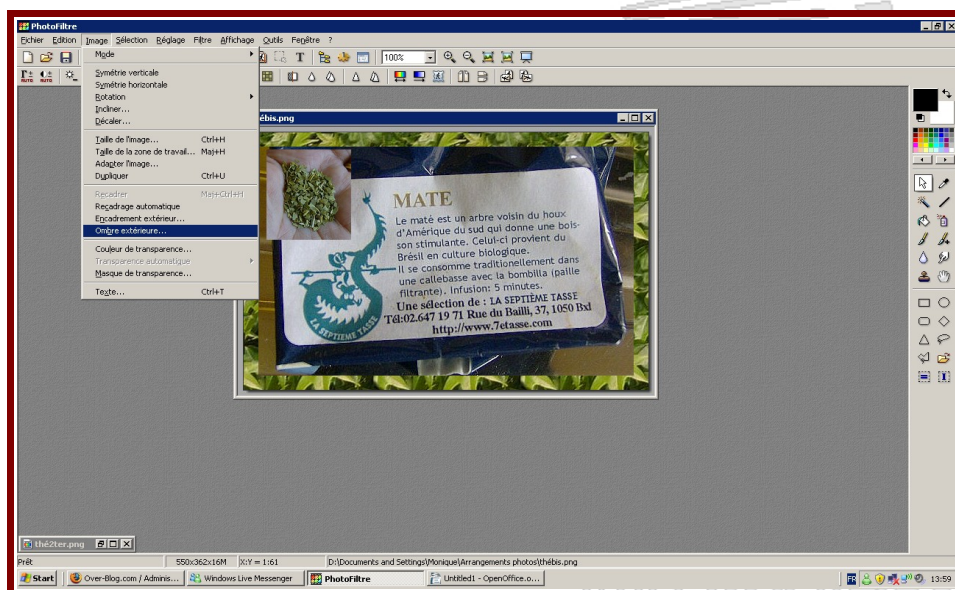 PhotoFiltre
Fichier Edition Image Sélection Réglage Filtre Affichage Outils Fenêtre ?
100%
Mode
Symétrie verticale
Symétrie horizontale
Rotation
Incliner...
Décaler...
Taille de l'image... Ctrl+H
Taille de la zone de travail... Maj+H
Adapter l'image...
Dupliquer Ctrl+U
Recadrer Maj+Ctrl+H
Recadrage automatique
Encadrement extérieur...
Ombre extérieure...
Couleur de transparence...
Transparence automatique
Masque de transparence...
Texte... Ctrl+T
ébis.png
MATE
Le maté est un arbre voisin du houx
d'Amérique du sud qui donne une bois-
son stimulante. Celui-ci provient du
Brésil en culture biologique.
Il se consomme traditionellement dans
une callebasse avec la bombilla (paille
filtrante). Infusion: 5 minutes.
Une sélection de : LA SEPTIÈME TASSE
Tél:02.647 19 71 Rue du Bailli, 37, 1050 Bxl
http://www.7etasse.com
LA SEPTIEME TASSE
thé2ter.png
Prêt 550x362x16M X:Y = 1:61 D:\Documents and Settings\Monique\Arrangements photos\thébis.png
Start Over-Blog.com / Adminis... Windows Live Messenger PhotoFiltre Untitled1 - OpenOffice.o... FR 13:59